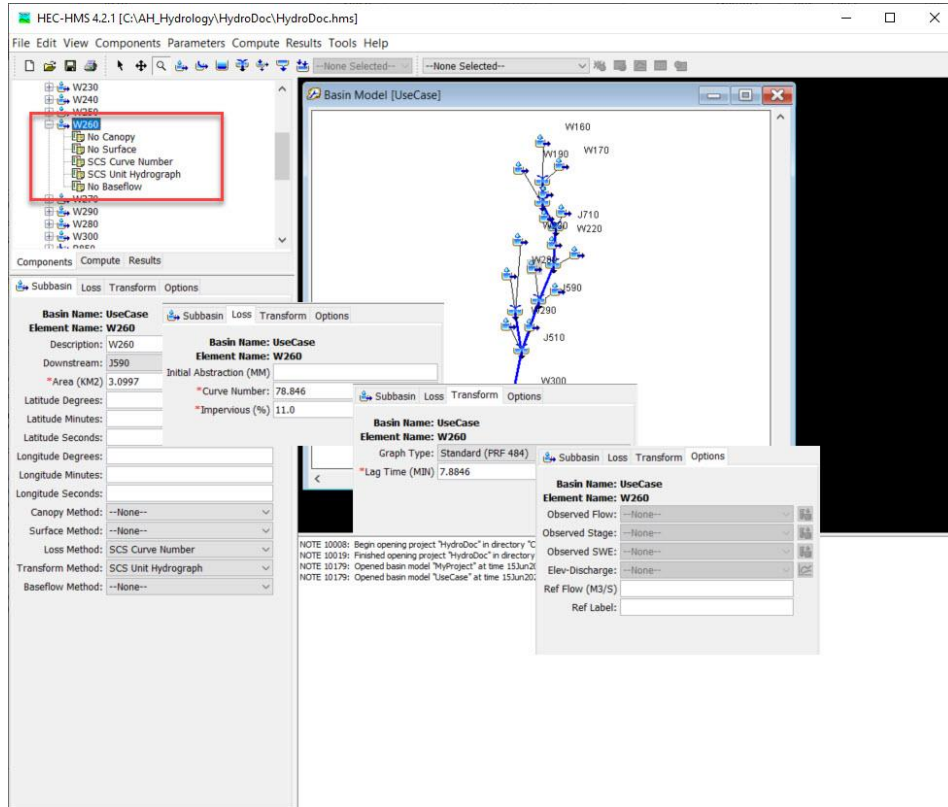 HEC-HMS 4.2.1 [C:\AH_Hydrology\HydroDoc\HydroDoc.hms]
File Edit View Components Parameters Compute Results Tools Help
--None Selected-- --None Selected--
W230
W240
W250
W260
No Canopy
No Surface
SCS Curve Number
SCS Unit Hydrograph
No Baseflow
W270
W290
W280
W300
R850
Components Compute Results
Basin Model [UseCase]
W160
W190 W170
J710
W220
J590
W290
J510
W300
Subbasin Loss Transform Options
Basin Name: UseCase
Element Name: W260
Description: W260
Downstream: J590
*Area (KM2) 3.0997
Latitude Degrees:
Latitude Minutes:
Latitude Seconds:
Longitude Degrees:
Longitude Minutes:
Longitude Seconds:
Canopy Method: --None--
Surface Method: --None--
Loss Method: SCS Curve Number
Transform Method: SCS Unit Hydrograph
Baseflow Method: --None--
Subbasin Loss Transform Options
Basin Name: UseCase
Element Name: W260
Initial Abstraction (MM)
*Curve Number: 78.846
*Impervious (%) 11.0
Subbasin Loss Transform Options
Basin Name: UseCase
Element Name: W260
Graph Type: Standard (PRF 484)
*Lag Time (MIN) 7.8846
Subbasin Loss Transform Options
Basin Name: UseCase
Element Name: W260
Observed Flow: --None--
Observed Stage: --None--
Observed SWE: --None--
Elev-Discharge: --None--
Ref Flow (M3/S)
Ref Label:
NOTE 10008: Begin opening project "HydroDoc" in directory "C
NOTE 10019: Finished opening project "HydroDoc" in directory
NOTE 10179: Opened basin model "MyProject" at time 15Jun20
NOTE 10179: Opened basin model "UseCase" at time 15Jun202